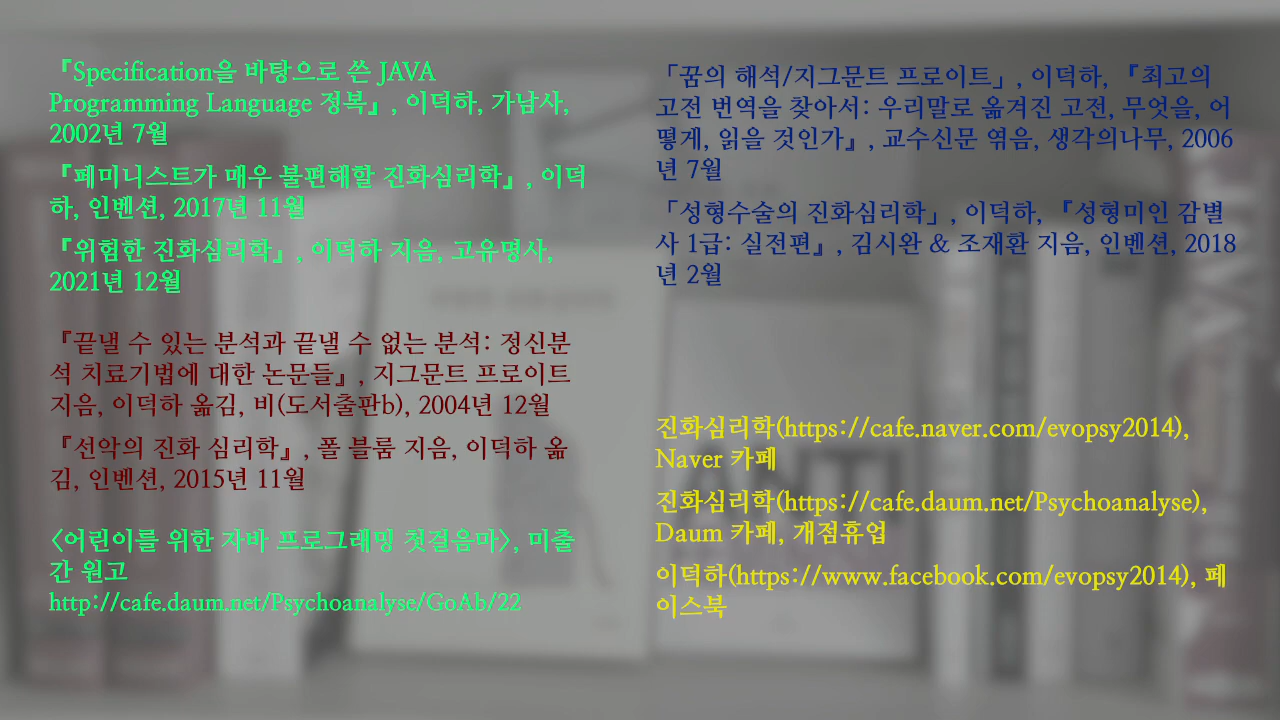 『Specification을 바탕으로 쓴 JAVA
Programming Language 정복』, 이덕하, 가남사,
2002년 7월
『페미니스트가 매우 불편해할 진화심리학』, 이덕
하, 인벤션, 2017년 11월
『위험한 진화심리학』, 이덕하 지음, 고유명사,
2021년 12월
『끝낼 수 있는 분석과 끝낼 수 없는 분석: 정신분
석 치료기법에 대한 논문들』, 지그문트 프로이트
지음, 이덕하 옮김, 비(도서출판b), 2004년 12월
『선악의 진화 심리학』, 폴 블룸 지음, 이덕하 옮
김, 인벤션, 2015년 11월
<어린이를 위한 자바 프로그래밍 첫걸음마>, 미출
간 원고
http://cafe.daum.net/Psychoanalyse/GoAb/22
「꿈의 해석/지그문트 프로이트」, 이덕하, 『최고의
고전 번역을 찾아서: 우리말로 옮겨진 고전, 무엇을, 어
떻게, 읽을 것인가』, 교수신문 엮음, 생각의나무, 2006
년 7월
「성형수술의 진화심리학」, 이덕하, 『성형미인 감별
사 1급: 실전편』, 김시완 & 조재환 지음, 인벤션, 2018
년 2월
진화심리학(https://cafe.naver.com/evopsy2014),
Naver 카페
진화심리학(https://cafe.daum.net/Psychoanalyse),
Daum 카페, 개점휴업
이덕하(https://www.facebook.com/evopsy2014), 페
이스북